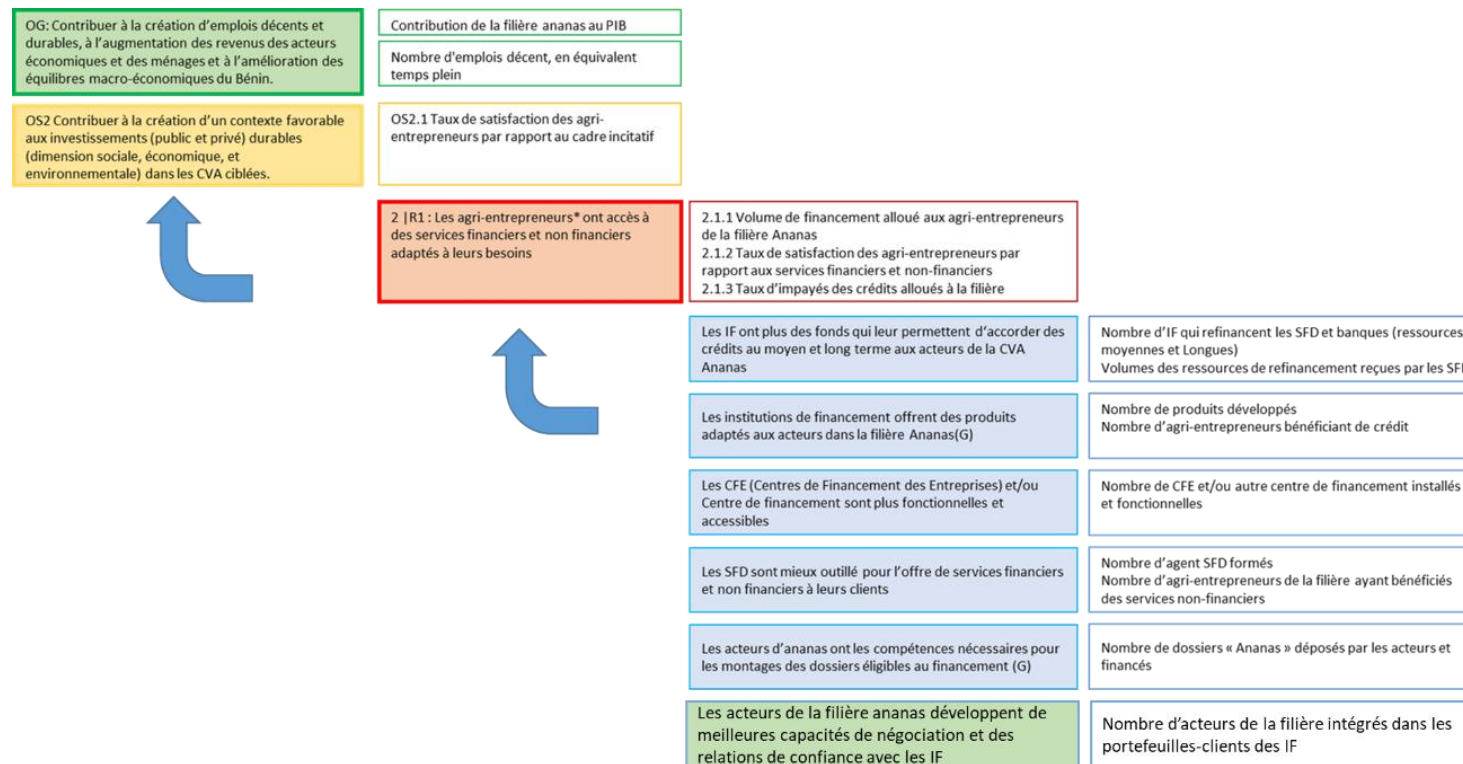 OG: Contribuer à la création d’emplois décents et
durables, à l’augmentation des revenus des acteurs
économiques et des ménages et à l’amélioration des
équilibres macro-économiques du Bénin.
Contribution de la filière ananas au PIB
Nombre d'emplois décent, en équivalent
temps plein
OS2 Contribuer à la création d’un contexte favorable
aux investissements (public et privé) durables
(dimension sociale, économique, et
environnementale) dans les CVA ciblées.
OS2.1 Taux de satisfaction des agri-
entrepreneurs par rapport au cadre incitatif
2 |R1 : Les agri-entrepreneurs* ont accès à
des services financiers et non financiers
adaptés à leurs besoins
2.1.1 Volume de financement alloué aux agri-entrepreneurs
de la filière Ananas
2.1.2 Taux de satisfaction des agri-entrepreneurs par
rapport aux services financiers et non-financiers
2.1.3 Taux d’impayés des crédits alloués à la filière
Les IF ont plus des fonds qui leur permettent d’accorder des
crédits au moyen et long terme aux acteurs de la CVA
Ananas
Nombre d’IF qui refinancent les SFD et banques (ressources
moyennes et Longues)
Volumes des ressources de refinancement reçues par les
Les institutions de financement offrent des produits
adaptés aux acteurs dans la filière Ananas(G)
Nombre de produits développés
Nombre d’agri-entrepreneurs bénéficiant de crédit
Les CFE (Centres de Financement des Entreprises) et/ou
Centre de financement sont plus fonctionnelles et
accessibles
Nombre de CFE et/ou autre centre de financement installés
et fonctionnelles
Les SFD sont mieux outillé pour l’offre de services financiers
et non financiers à leurs clients
Nombre d’agent SFD formés
Nombre d’agri-entrepreneurs de la filière ayant bénéficiés
des services non-financiers
Les acteurs d’ananas ont les compétences nécessaires pour
les montages des dossiers éligibles au financement (G)
Nombre de dossiers « Ananas » déposés par les acteurs et
financés
Les acteurs de la filière ananas développent de
meilleures capacités de négociation et des
relations de confiance avec les IF
Nombre d’acteurs de la filière intégrés dans les
portefeuilles-clients des IF